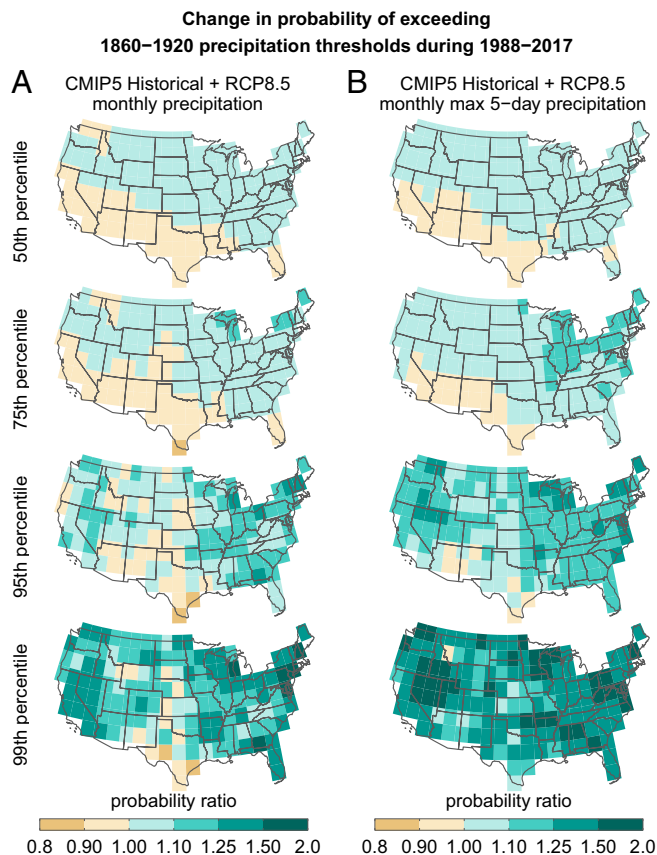 Change in probability of exceeding
1860−1920 precipitation thresholds during 1988−2017
A
CMIP5 Historical + RCP8.5
monthly precipitation
B
CMIP5 Historical + RCP8.5
monthly max 5-day precipitation
50th percentile
75th percentile
95th percentile
99th percentile
probability ratio
0.8 0.90 1.00 1.10 1.25 1.50 2.0
probability ratio
0.8 0.90 1.00 1.10 1.25 1.50 2.0